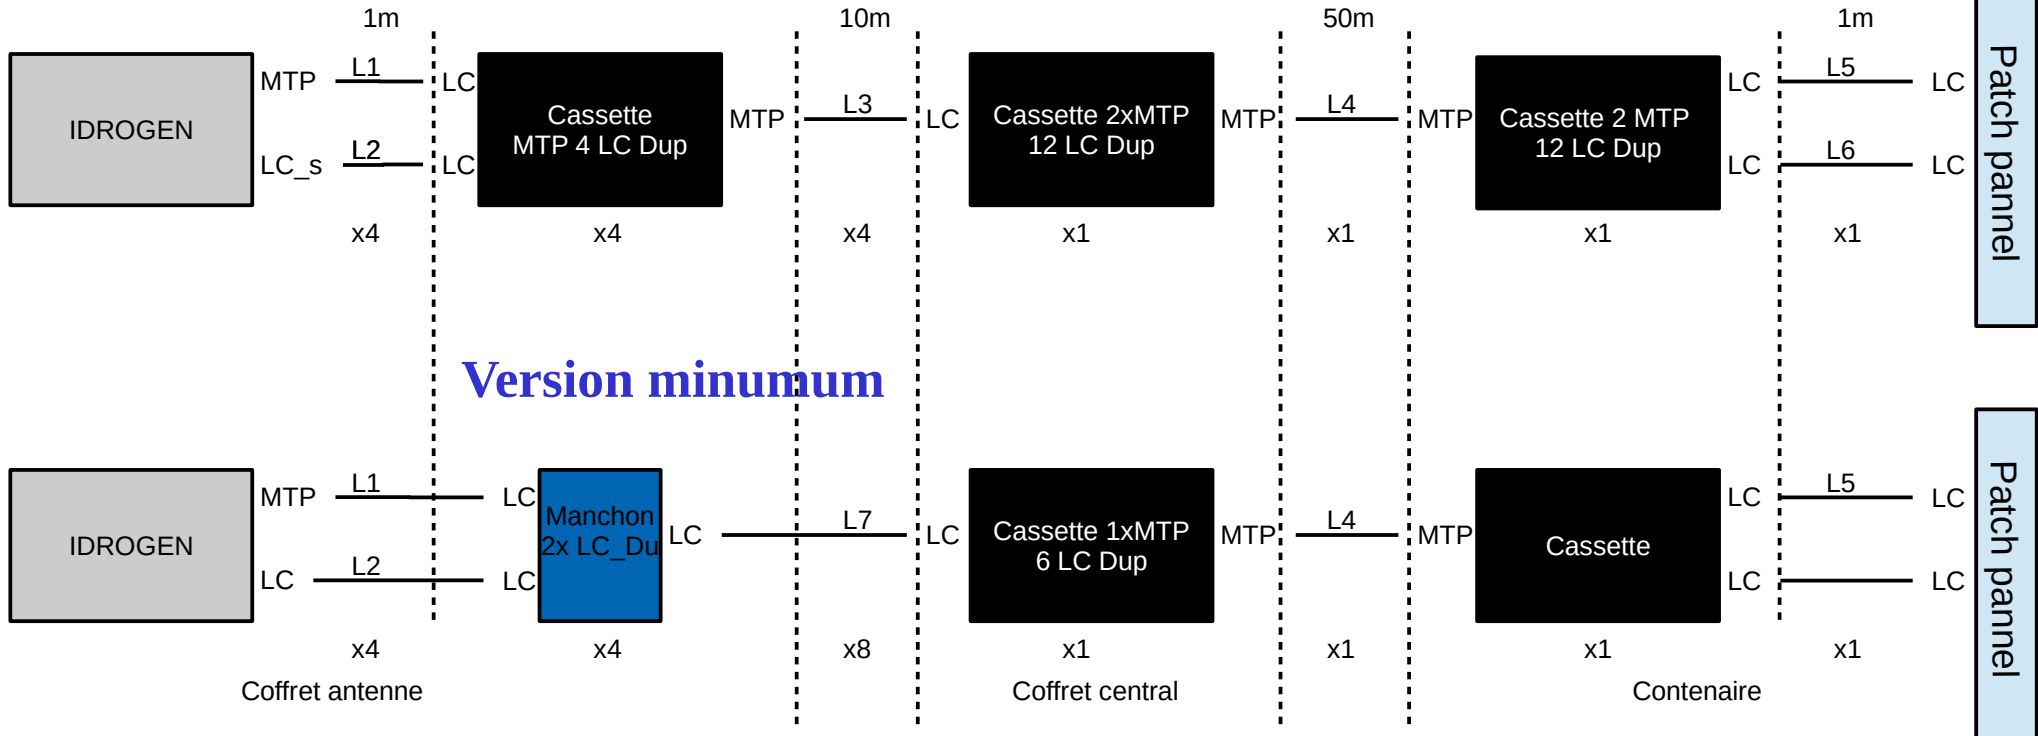 1m
10m
50m
1m
IDROGEN
MTP
L1
LC
LC_s
L2
LC
Cassette
MTP 4 LC Dup
MTP
L3
LC
Cassette 2xMTP
12 LC Dup
MTP
L4
MTP
Cassette 2 MTP
12 LC Dup
LC
L5
LC
LC
L6
LC
Patch pannel
x4
x4
x4
x1
x1
x1
x1
Version minumum
IDROGEN
MTP
L1
LC
LC
L2
LC
Manchon
2x LC_Du
LC
L7
LC
Cassette 1xMTP
6 LC Dup
MTP
L4
MTP
Cassette
LC
L5
LC
LC
LC
Patch pannel
x4
x4
x8
x1
x1
x1
x1
Coffret antenne
Coffret central
Contenaire